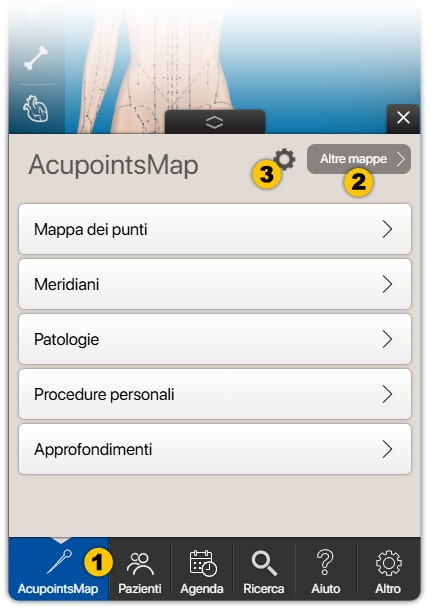 AcupointsMap
3
Altre mappe
2
Mappa dei punti
Meridiani
Patologie
Procedure personali
Approfondimenti
1
AcupointsMap
Pazienti
Agenda
Ricerca
Aiuto
Altro